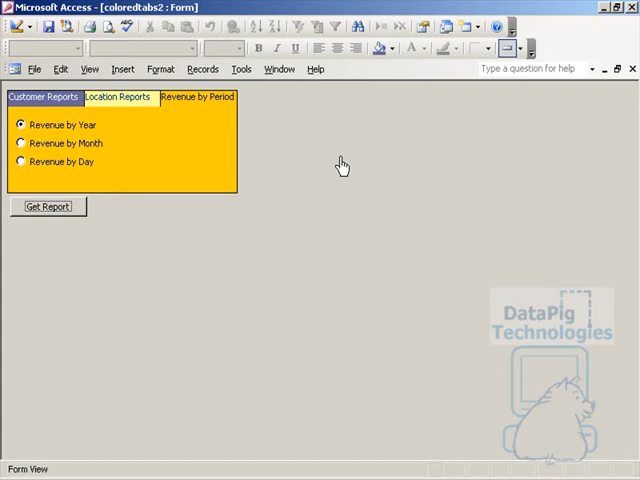 Microsoft Access - [coloredtabs2 : Form]
File Edit View Insert Format Records Tools Window Help
Type a question for help
Customer Reports Location Reports Revenue by Period
Revenue by Year
Revenue by Month
Revenue by Day
Get Report
DataPig
Technologies
Form View